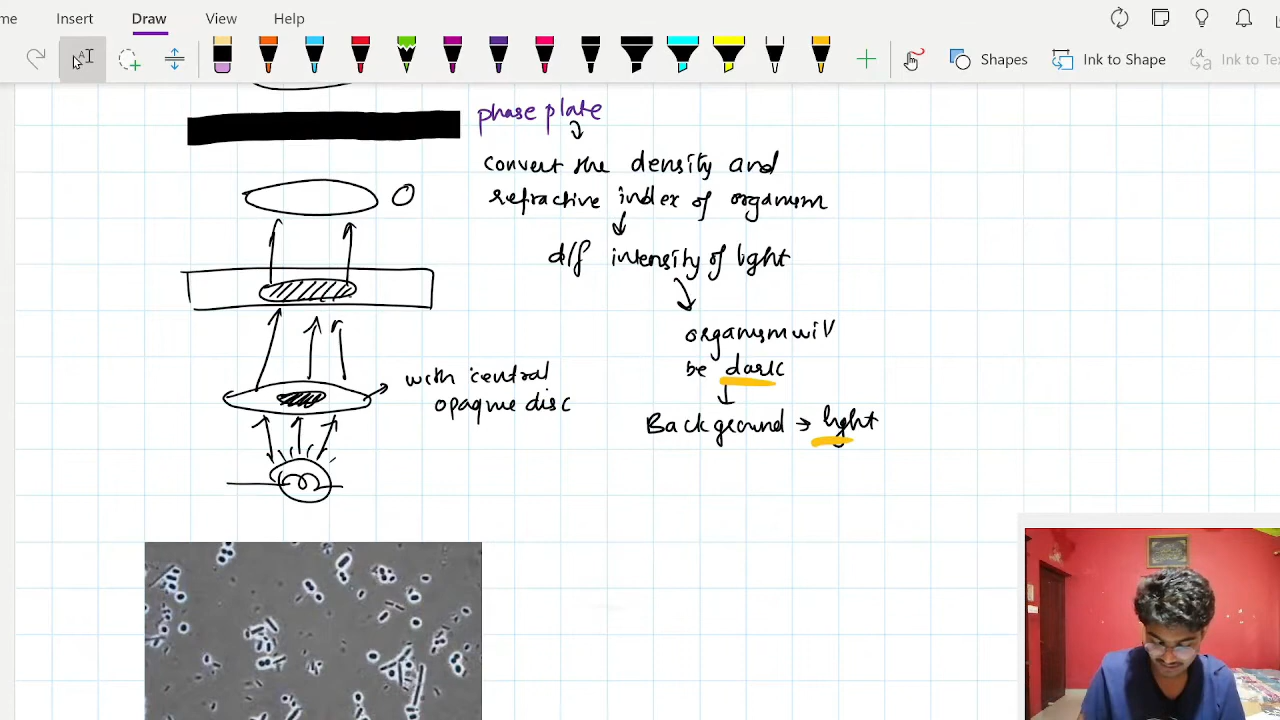 me Insert Draw View Help
Shapes Ink to Shape Ink to Te
phase plate
convert the density and
refractive index of organism
O
d/f intensity of light
organism will
be dark
with central
opaque disc
Background → light